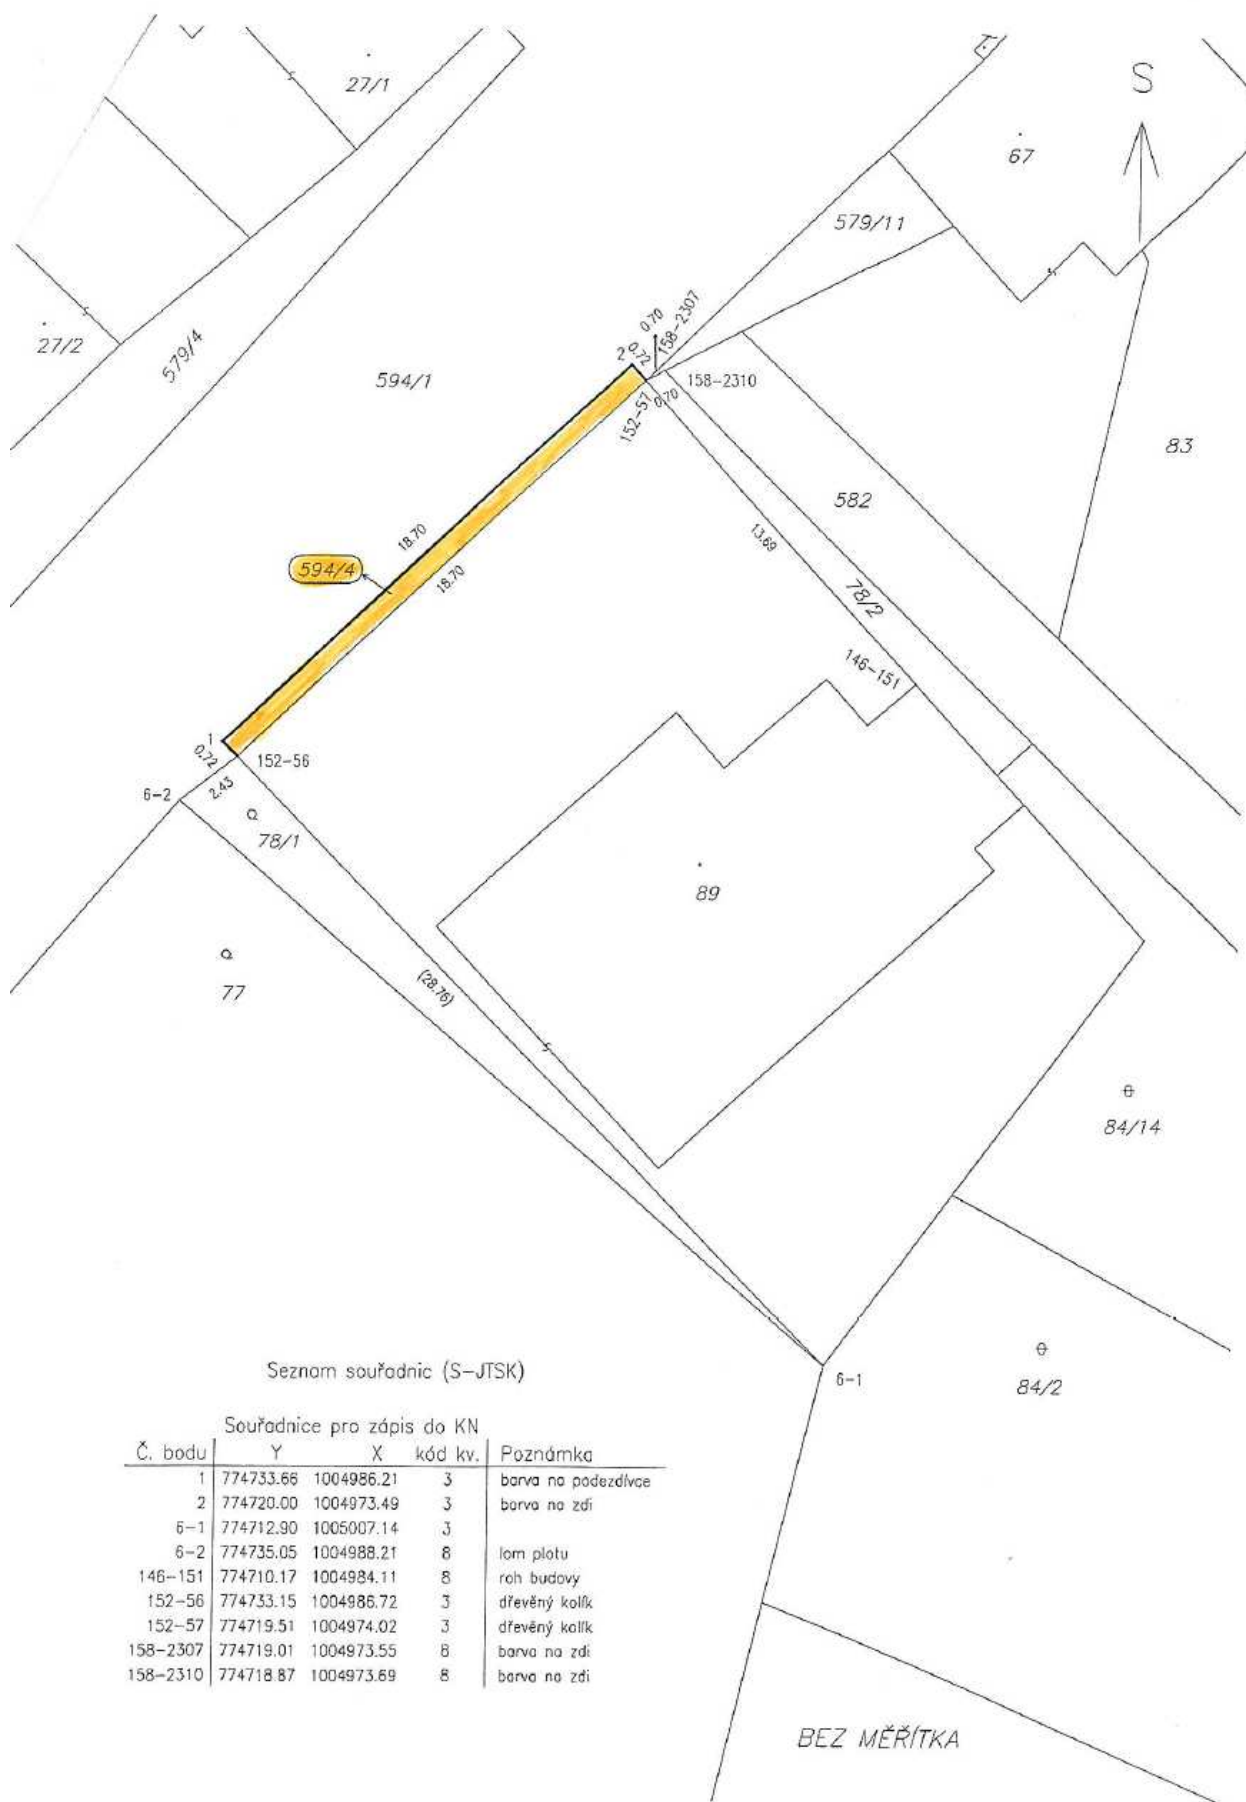 27/1
S
67
579/11
27/2
579/4
594/1
0.70
158-2307
2
0.72
158-2310
152-57
0.70
83
582
18.70
13.69
594/4
18.70
78/2
146-151
1
0.72
152-56
6-2
2.43
78/1
89
77
(28.76)
84/14
6-1
84/2
Seznam souřadnic (S-JTSK)
Souřadnice pro zápis do KN
Č. bodu Y X kód kv. Poznámka
1 774733.66 1004986.21 3 barva na podezdívce
2 774720.00 1004973.49 3 barva na zdi
6-1 774712.90 1005007.14 3
6-2 774735.05 1004988.21 8 lom plotu
146-151 774710.17 1004984.11 8 roh budovy
152-56 774733.15 1004986.72 3 dřevěný kolík
152-57 774719.51 1004974.02 3 dřevěný kolík
158-2307 774719.01 1004973.55 8 barva na zdi
158-2310 774718.87 1004973.69 8 barva na zdi
BEZ MĚŘÍTKA